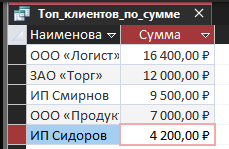 Топ_клиентов_по_сумме
Наименова Сумма
ООО «Логист 16 400,00 ₽
ЗАО «Торг» 12 000,00 ₽
ИП Смирнов 9 500,00 ₽
ООО «Продук 7 000,00 ₽
ИП Сидоров 4 200,00 ₽